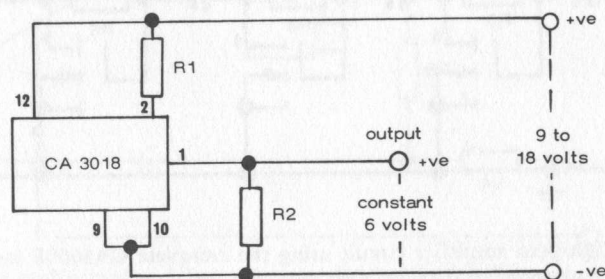 +ve
R1
12
2
CA 3018
1
output
+ve
9 to
18 volts
constant
6 volts
R2
9
10
-ve